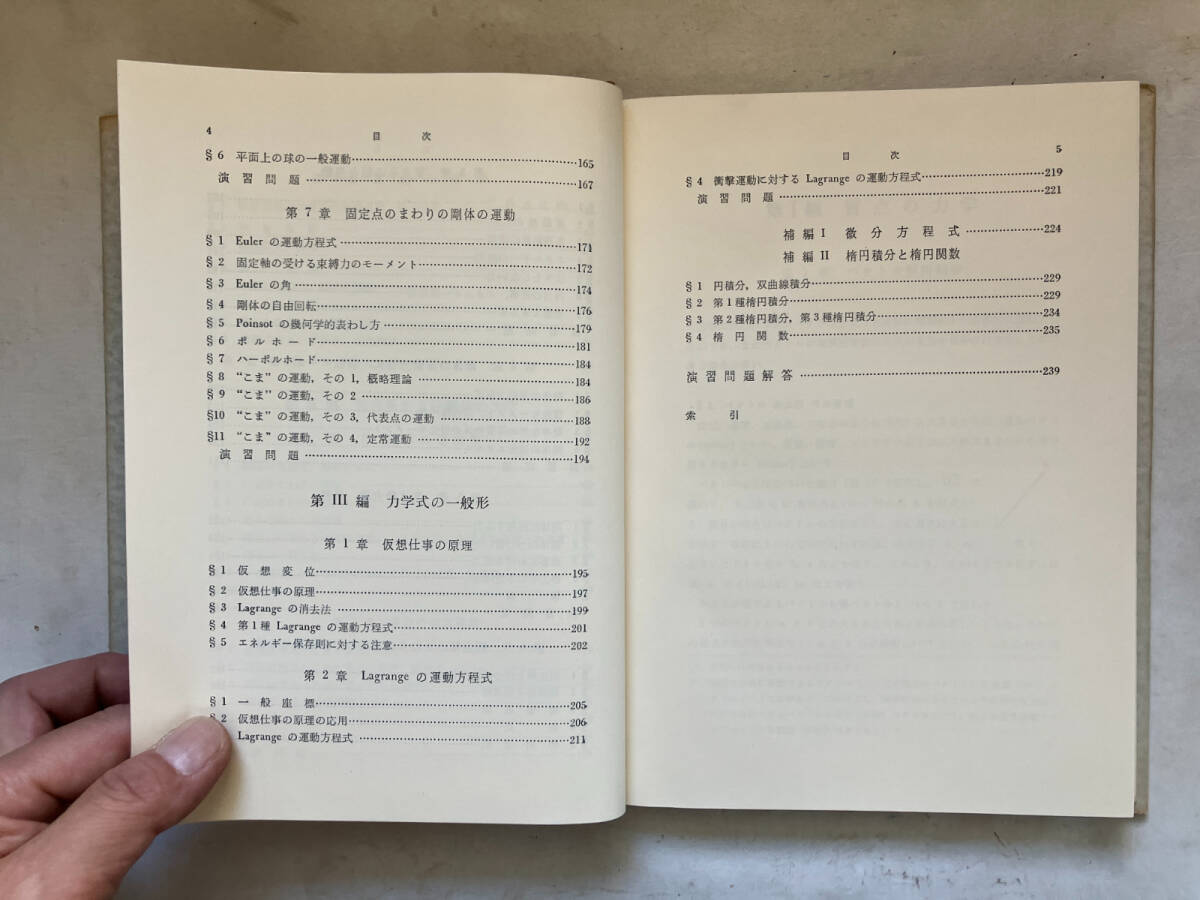 4
目 次
§6 平面上の球の一般運動……165
演習問題……167
第7章 固定点のまわりの剛体の運動
§1 Euler の運動方程式……171
§2 固定軸の受ける束縛力のモーメント……172
§3 Euler の角……174
§4 剛体の自由回転……176
§5 Poinsot の幾何学的表わし方……179
§6 ポルホード……181
§7 ハーポルホード……184
§8 “こま”の運動,その 1,概略理論……184
§9 “こま”の運動,その 2……186
§10 “こま”の運動,その 3,代表点の運動……188
§11 “こま”の運動,その 4,定常運動……192
演習問題……194
第 III 編 力学式の一般形
第1章 仮想仕事の原理
§1 仮想変位……195
§2 仮想仕事の原理……197
§3 Lagrange の消去法……199
§4 第1種 Lagrange の運動方程式……201
§5 エネルギー保存則に対する注意……202
第2章 Lagrange の運動方程式
§1 一般座標……205
§2 仮想仕事の原理の応用……206
Lagrange の運動方程式……211
目 次
5
§4 衝撃運動に対する Lagrange の運動方程式……219
演習問題……221
補編 I 微分方程式……224
補編 II 楕円積分と楕円関数
§1 円積分,双曲線積分……229
§2 第1種楕円積分……229
§3 第2種楕円積分,第3種楕円積分……234
§4 楕円関数……235
演習問題解答……239
索 引